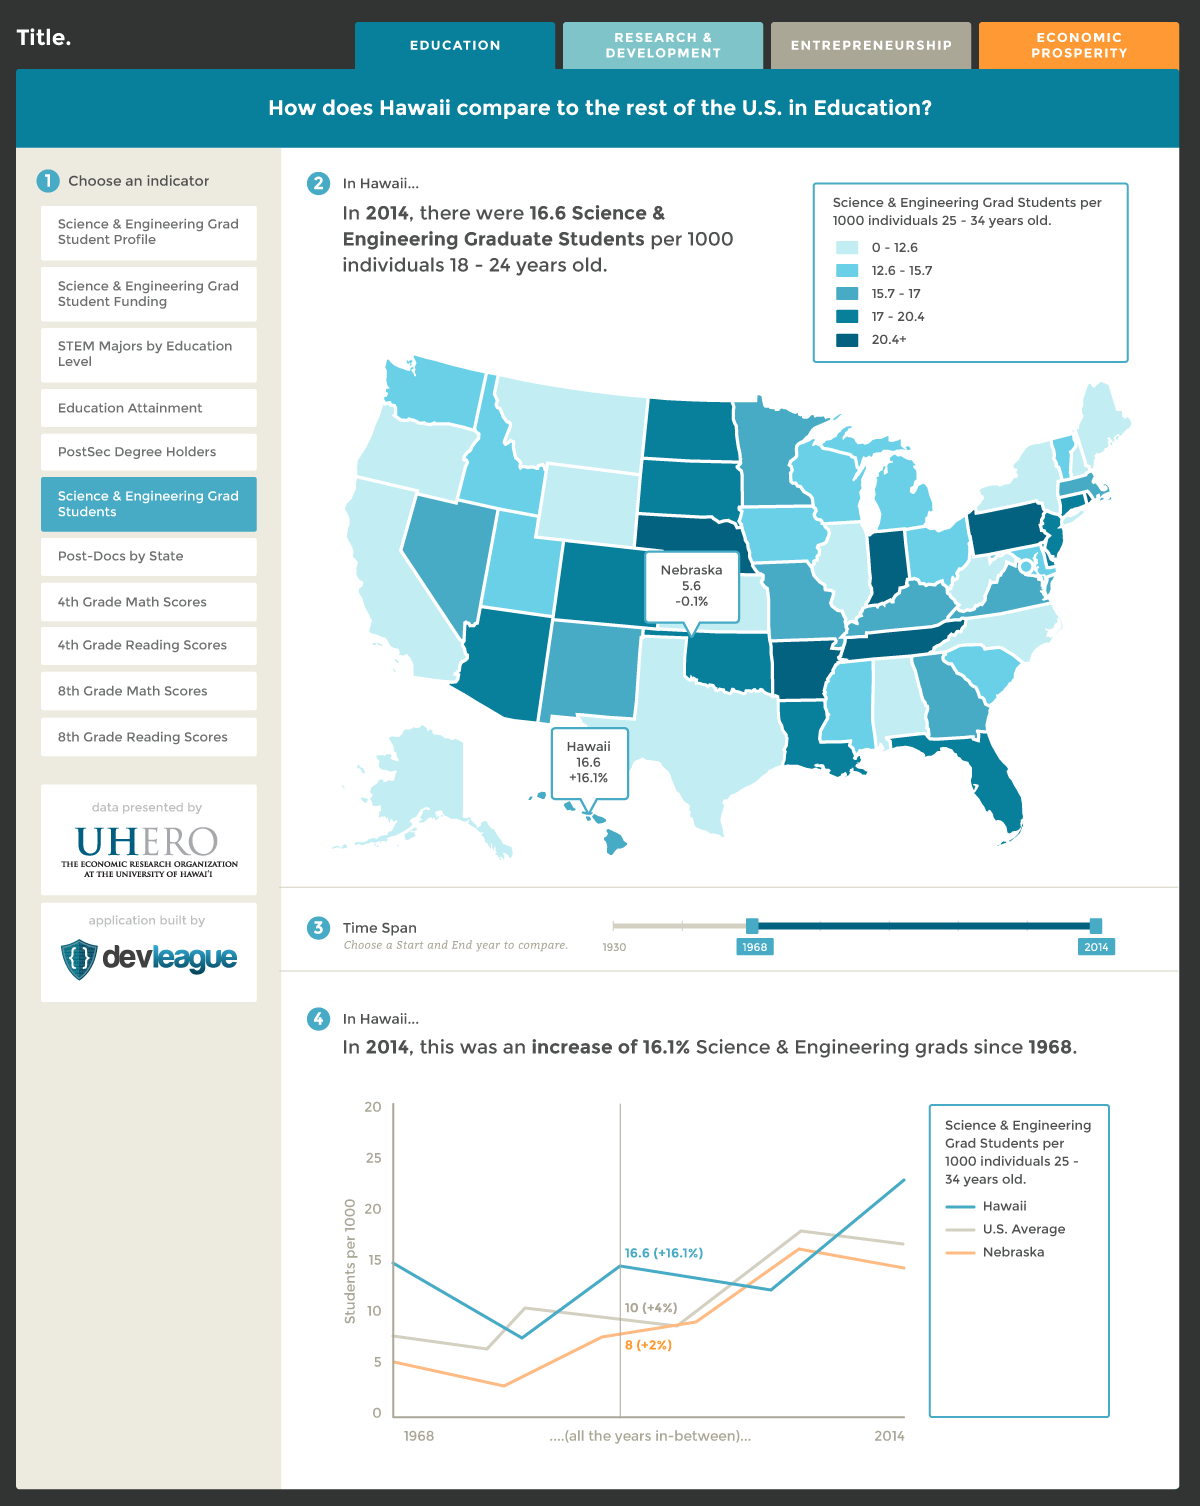 Title.
EDUCATION
RESEARCH &
DEVELOPMENT
ENTREPRENEURSHIP
ECONOMIC
PROSPERITY
How does Hawaii compare to the rest of the U.S. in Education?
1 Choose an indicator
Science & Engineering Grad
Student Profile
Science & Engineering Grad
Student Funding
STEM Majors by Education
Level
Education Attainment
PostSec Degree Holders
Science & Engineering Grad
Students
Post-Docs by State
4th Grade Math Scores
4th Grade Reading Scores
8th Grade Math Scores
8th Grade Reading Scores
data presented by
UHERO
THE ECONOMIC RESEARCH ORGANIZATION
AT THE UNIVERSITY OF HAWAI'I
application built by
{} devleague
2 In Hawaii...
In 2014, there were 16.6 Science &
Engineering Graduate Students per 1000
individuals 18 - 24 years old.
Science & Engineering Grad Students per
1000 individuals 25 - 34 years old.
0 - 12.6
12.6 - 15.7
15.7 - 17
17 - 20.4
20.4+
Nebraska
5.6
-0.1%
Hawaii
16.6
+16.1%
3 Time Span
Choose a Start and End year to compare.
1930
1968
2014
4 In Hawaii...
In 2014, this was an increase of 16.1% Science & Engineering grads since 1968.
Students per 1000
20
25
20
15
10
5
0
16.6 (+16.1%)
10 (+4%)
8 (+2%)
1968
....(all the years in-between)...
2014
Science & Engineering
Grad Students per
1000 individuals 25 -
34 years old.
Hawaii
U.S. Average
Nebraska